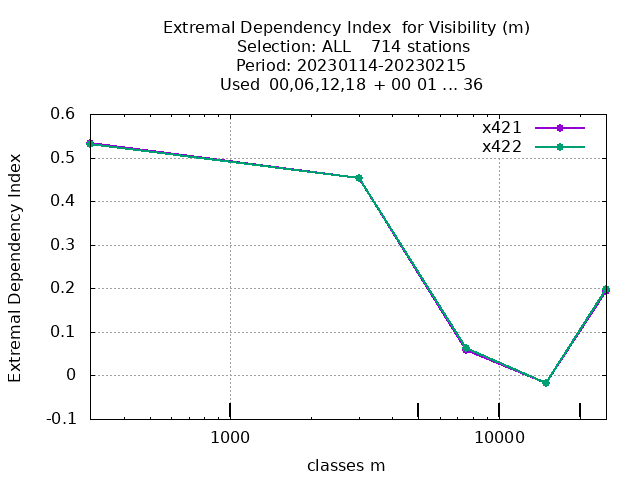 Extremal Dependency Index  for Visibility (m)
Selection: ALL    714 stations
Period: 20230114-20230215
Used  00,06,12,18  + 00 01 ... 36
x421
x422
0.6
0.5
0.4
0.3
0.2
0.1
0
-0.1
Extremal Dependency Index
1000 10000
classes m